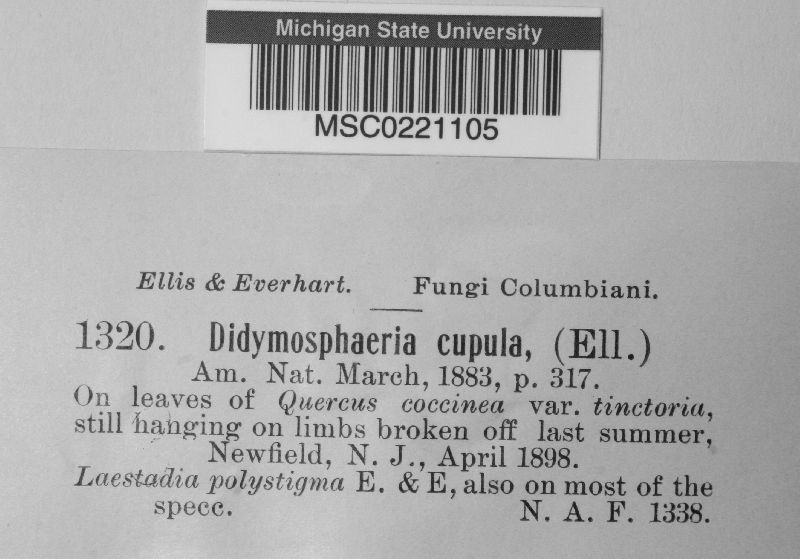 Michigan State University
MSC0221105
Ellis & Everhart. Fungi Columbiani.
1320. Didymosphaeria cupula, (Ell.)
Am. Nat. March, 1883, p. 317.
On leaves of Quercus coccinea var. tinctoria,
still hanging on limbs broken off last summer,
Newfield, N. J., April 1898.
Laestadia polystigma E. & E, also on most of the
specc. N. A. F. 1338.